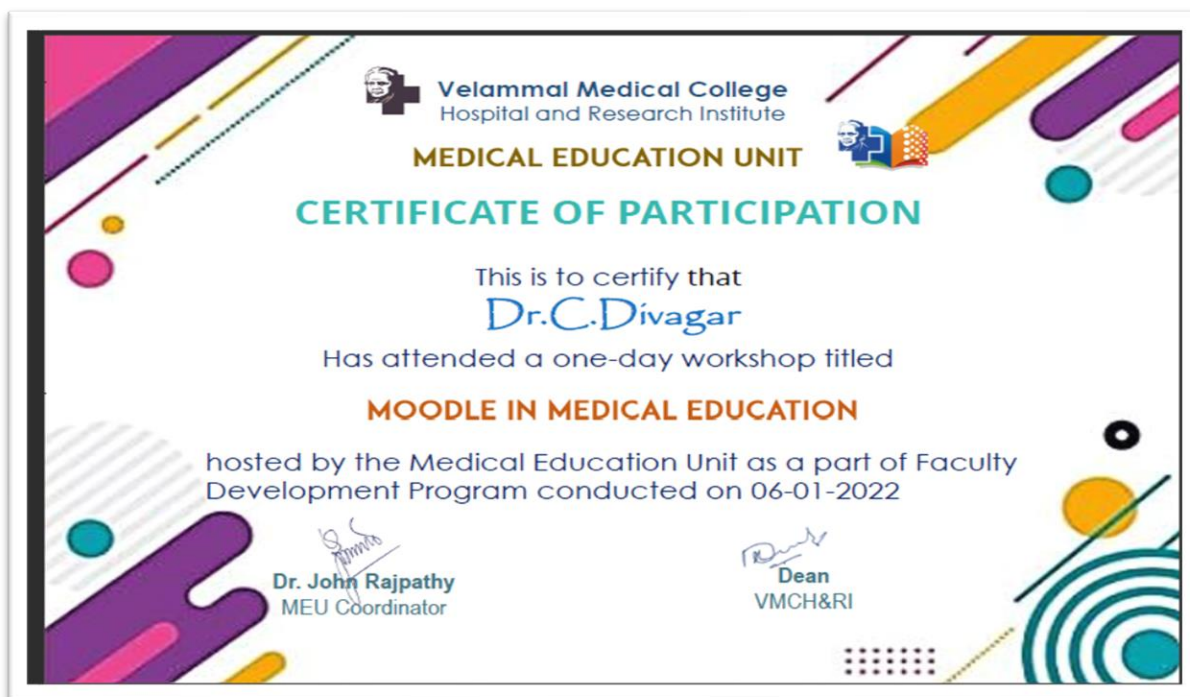 Velammal Medical College
Hospital and Research Institute
MEDICAL EDUCATION UNIT
CERTIFICATE OF PARTICIPATION
This is to certify that
Dr.C.Divagar
Has attended a one-day workshop titled
MOODLE IN MEDICAL EDUCATION
hosted by the Medical Education Unit as a part of Faculty
Development Program conducted on 06-01-2022
Dr. John Rajpathy
MEU Coordinator
Dean
VMCH&RI